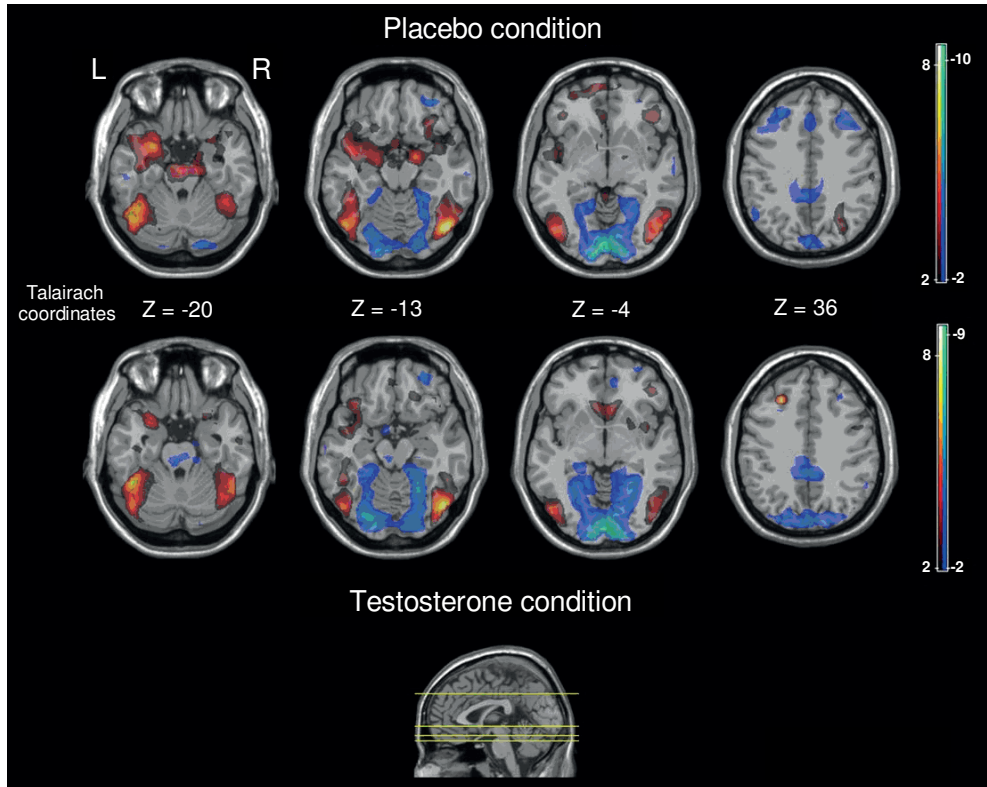 Placebo condition
L R
8 -10
2 -2
Talairach
coordinates
Z = -20 Z = -13 Z = -4 Z = 36
8 -9
2 -2
Testosterone condition